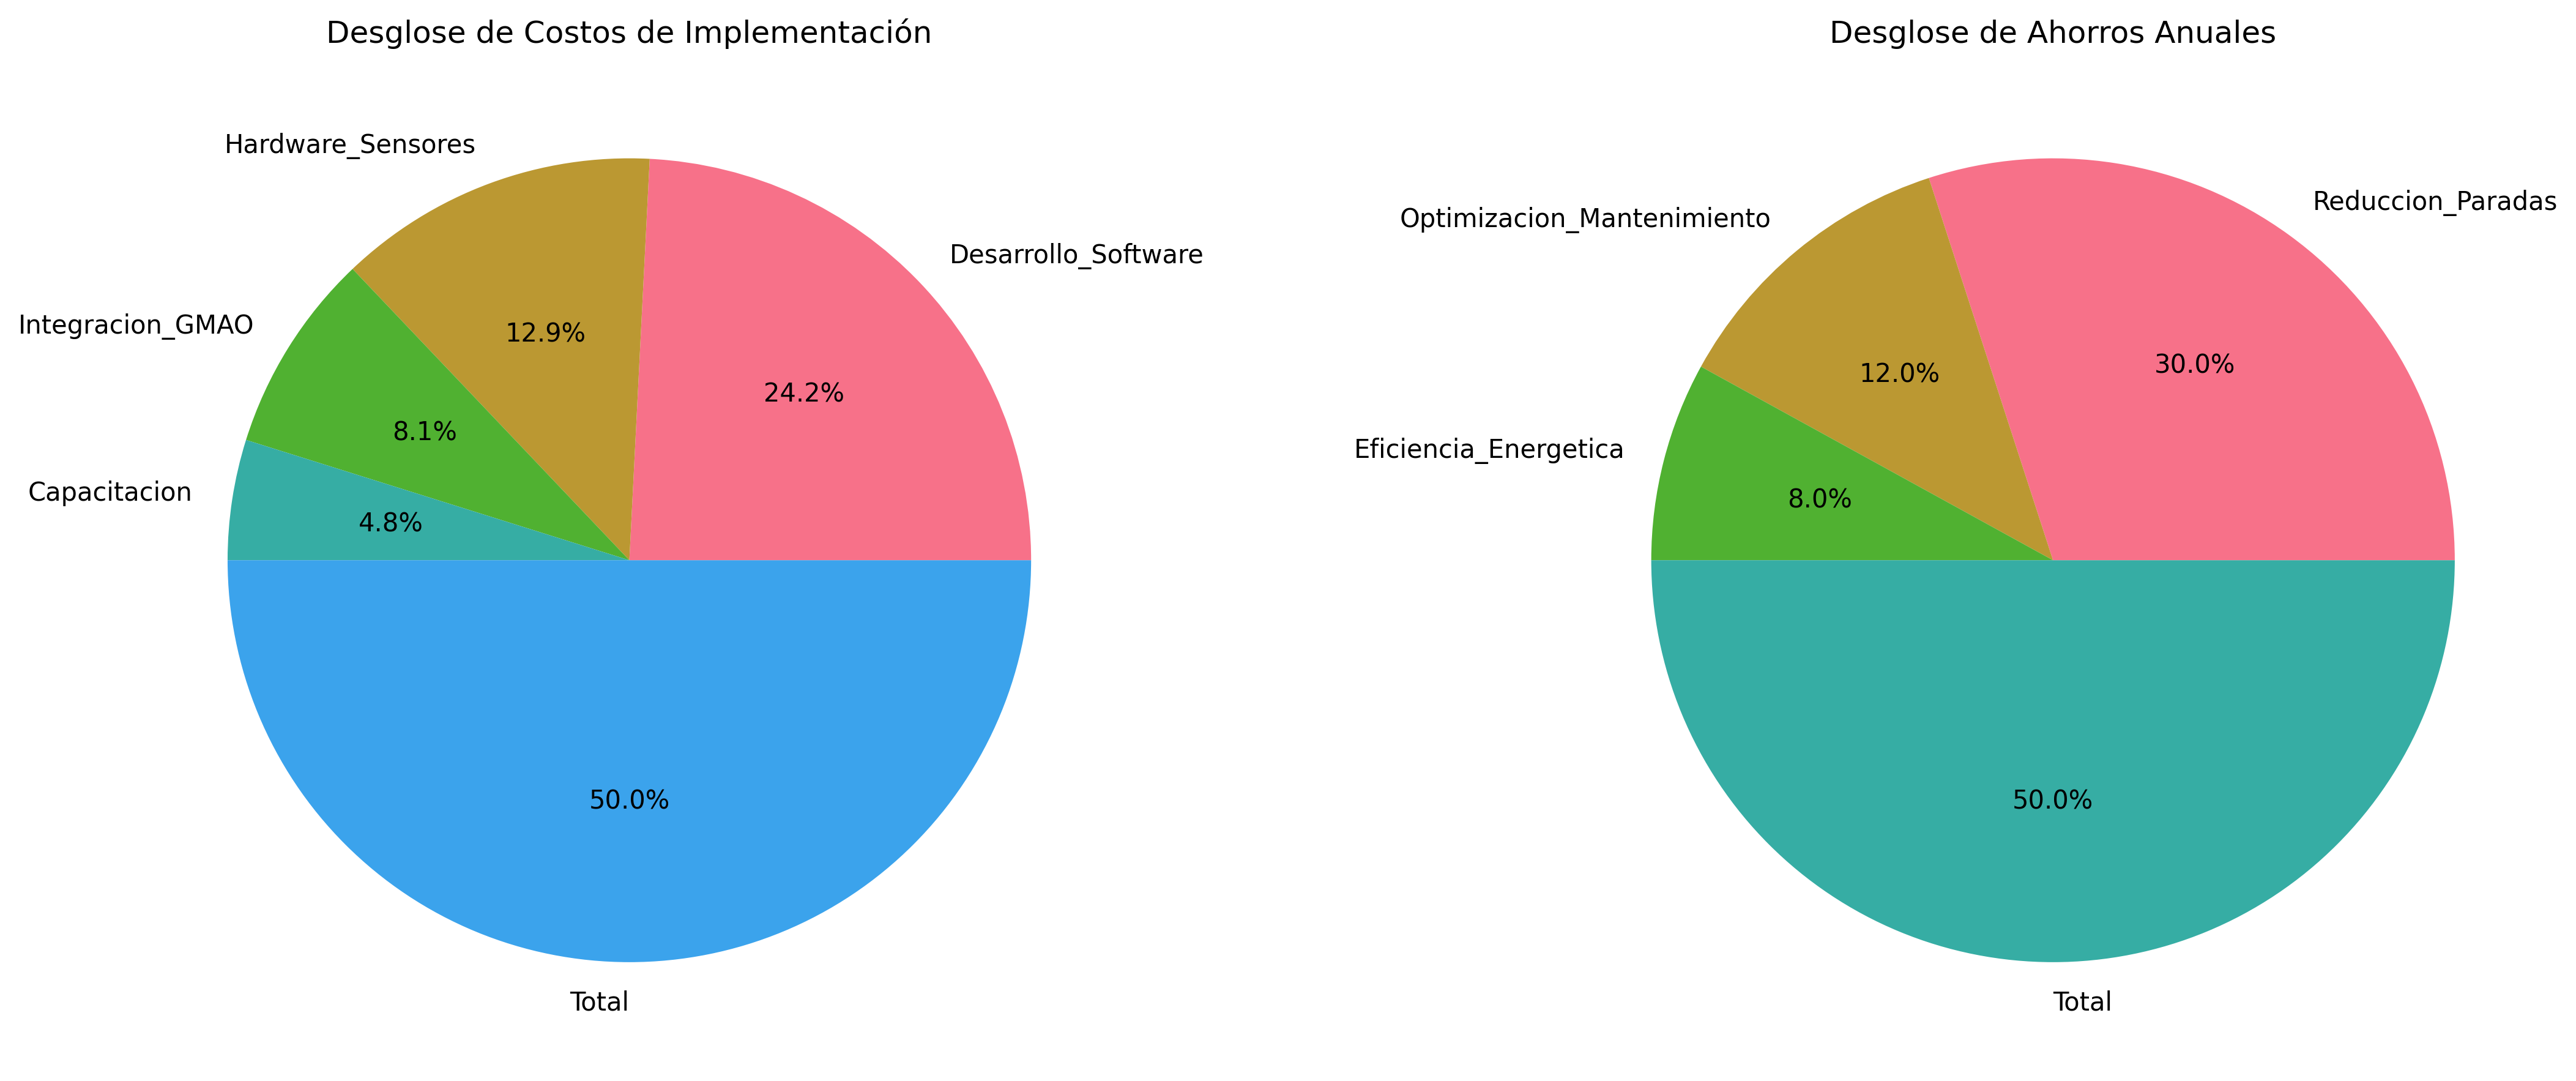 Desglose de Costos de Implementación
Hardware_Sensores
Desarrollo_Software
Integracion_GMAO
12.9%
24.2%
8.1%
Capacitacion
4.8%
50.0%
Total
Desglose de Ahorros Anuales
Reduccion_Paradas
Optimizacion_Mantenimiento
30.0%
12.0%
Eficiencia_Energetica
8.0%
50.0%
Total